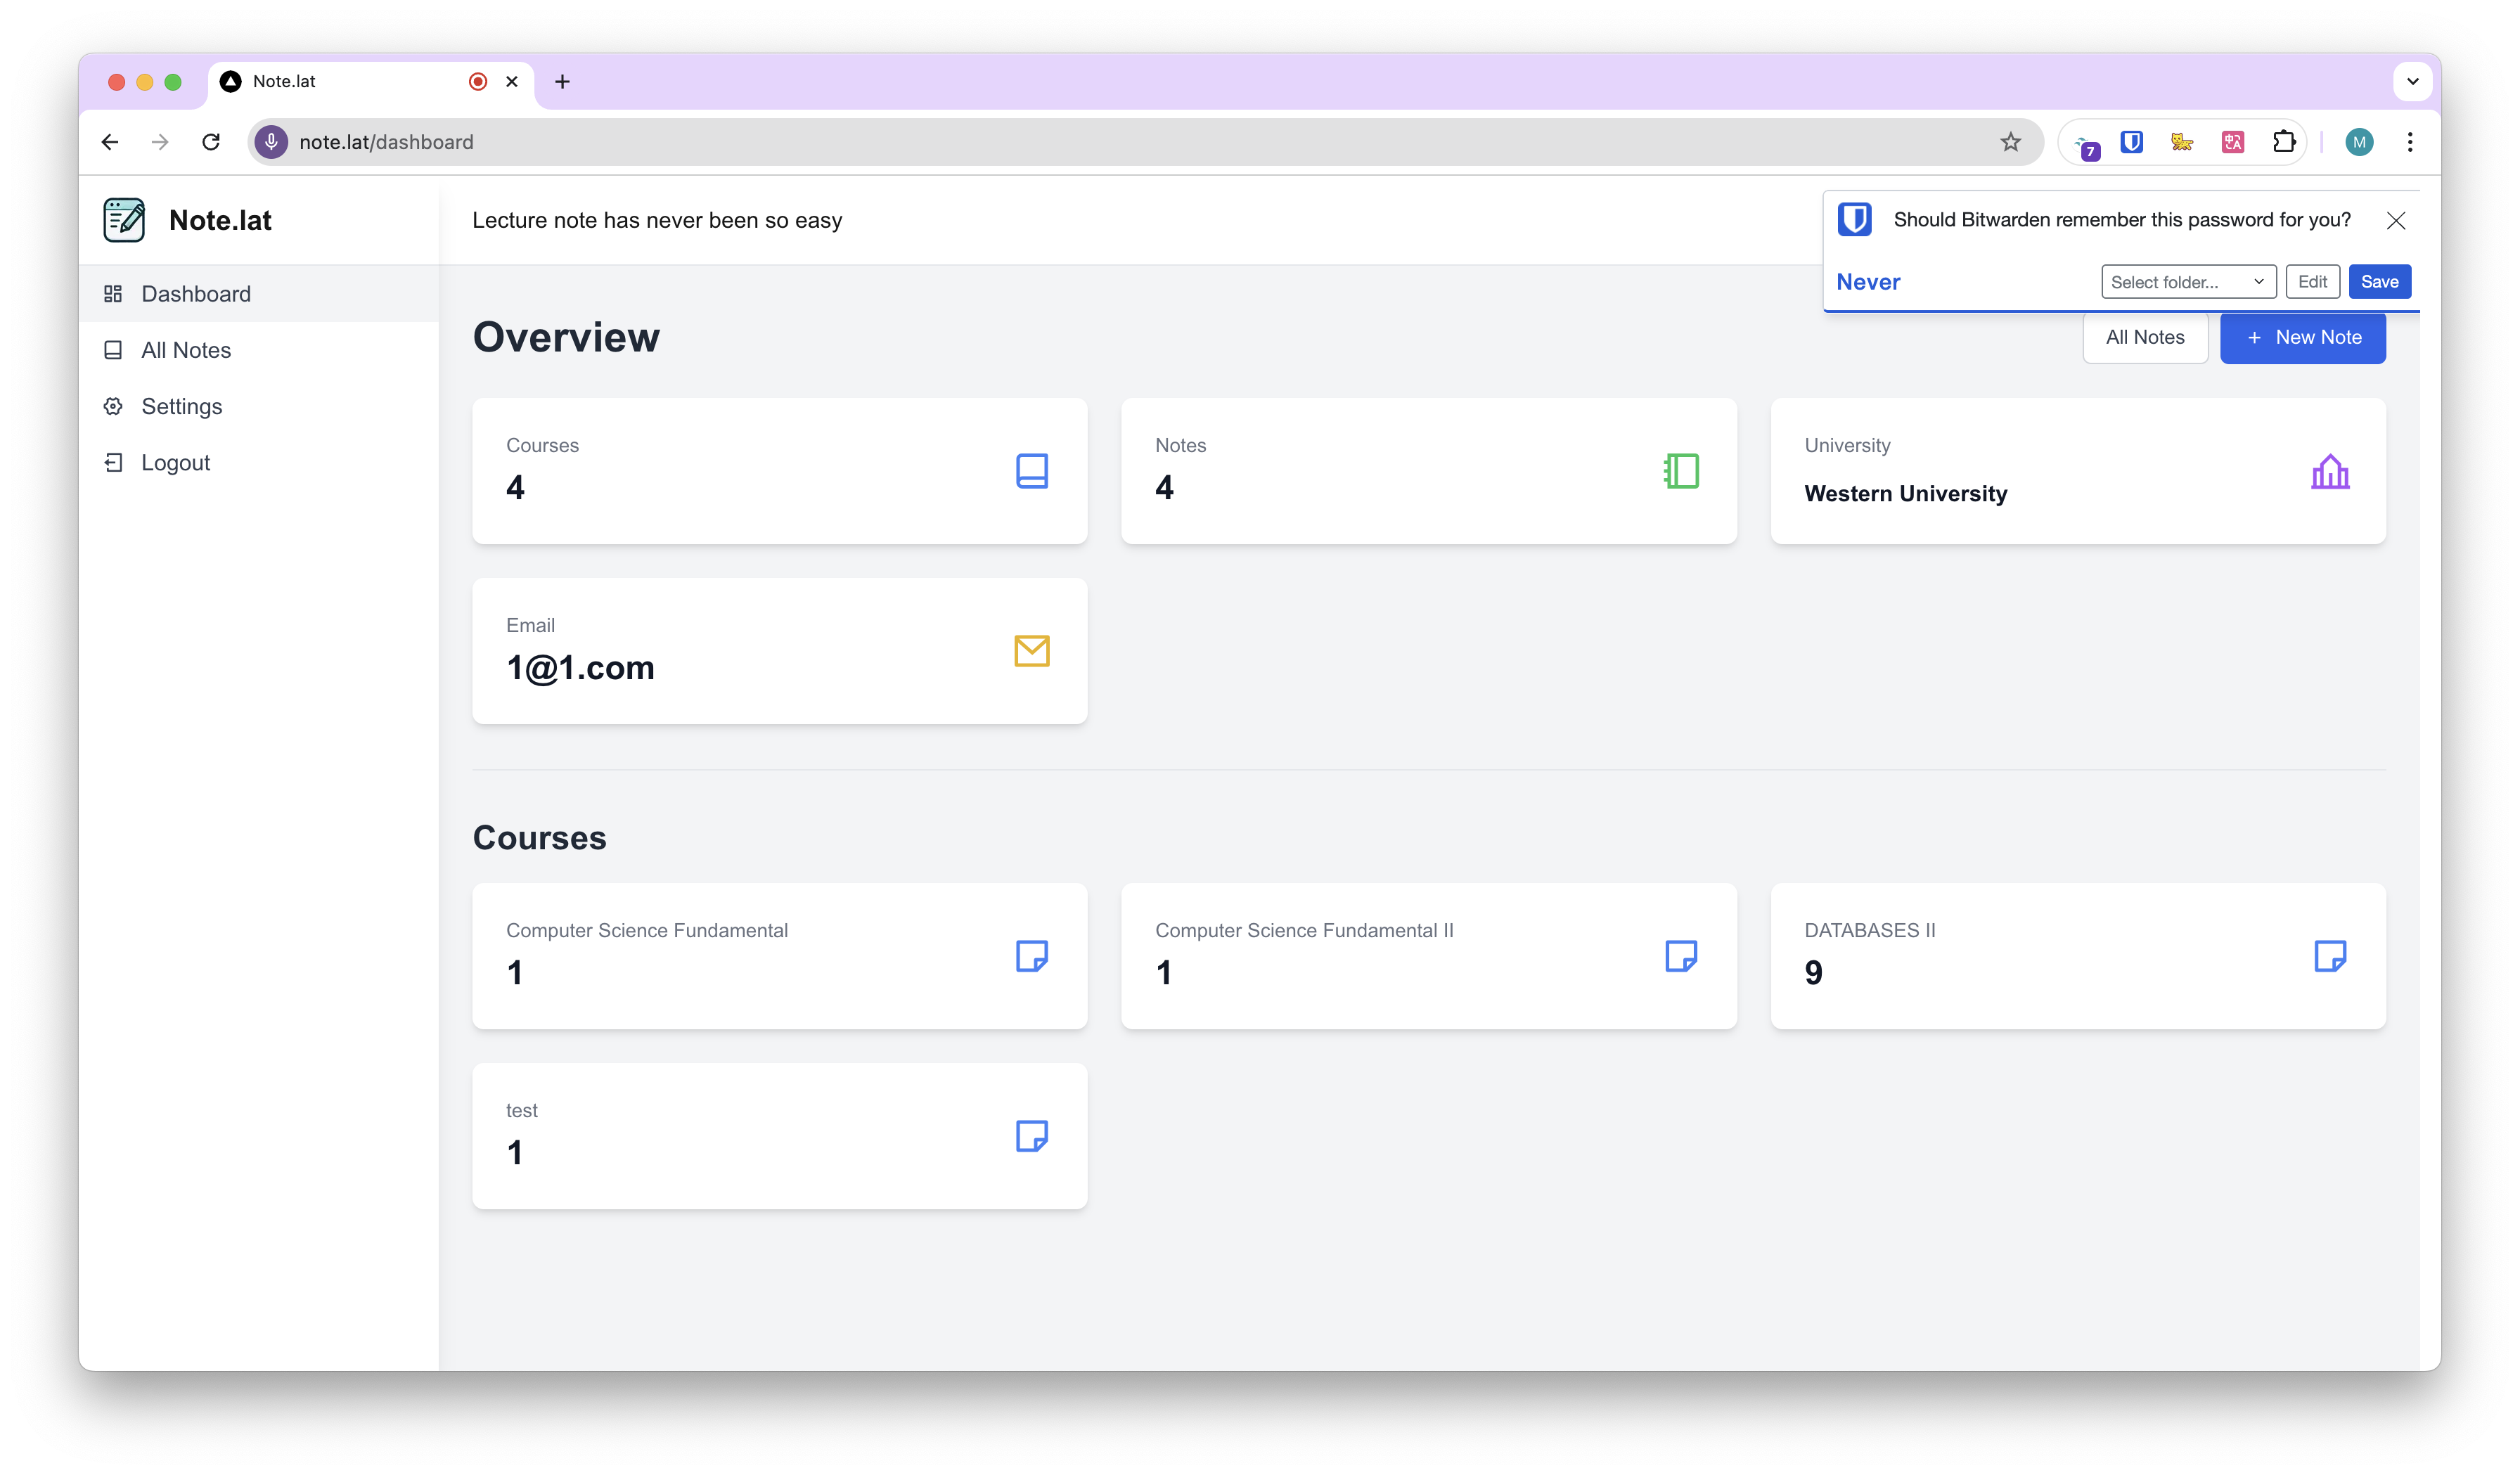 Note.lat
note.lat/dashboard
7
M
Note.lat
Lecture note has never been so easy
Should Bitwarden remember this password for you?
Never
Select folder...
Edit
Save
Dashboard
All Notes
Settings
Logout
Overview
All Notes
+ New Note
Courses
4
Notes
4
University
Western University
Email
1@1.com
Courses
Computer Science Fundamental
1
Computer Science Fundamental II
1
DATABASES II
9
test
1